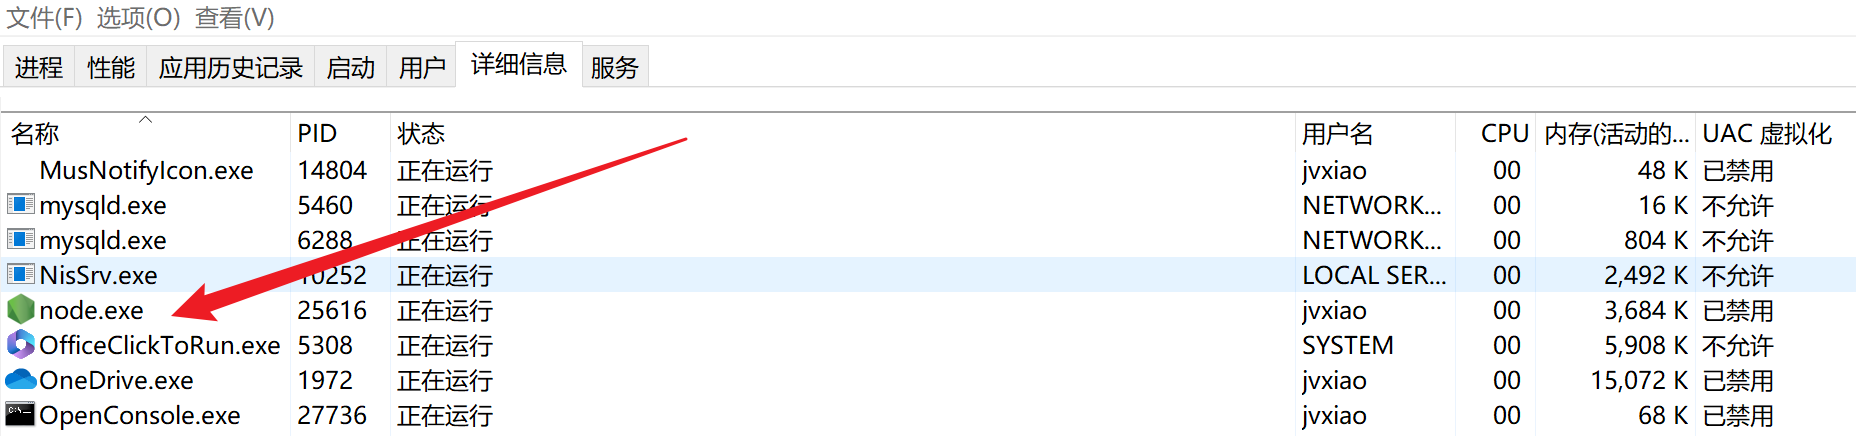 文件(F) 选项(O) 查看(V)
进程 性能 应用历史记录 启动 用户 详细信息 服务
名称 PID 状态 用户名 CPU 内存(活动的... UAC 虚拟化
MusNotifyIcon.exe 14804 正在运行 jvxiao 00 48 K 已禁用
mysqld.exe 5460 正在运行 NETWORK... 00 16 K 不允许
mysqld.exe 6288 正在运行 NETWORK... 00 804 K 不允许
NisSrv.exe 10252 正在运行 LOCAL SER... 00 2,492 K 不允许
node.exe 25616 正在运行 jvxiao 00 3,684 K 已禁用
OfficeClickToRun.exe 5308 正在运行 SYSTEM 00 5,908 K 不允许
OneDrive.exe 1972 正在运行 jvxiao 00 15,072 K 已禁用
OpenConsole.exe 27736 正在运行 jvxiao 00 68 K 已禁用